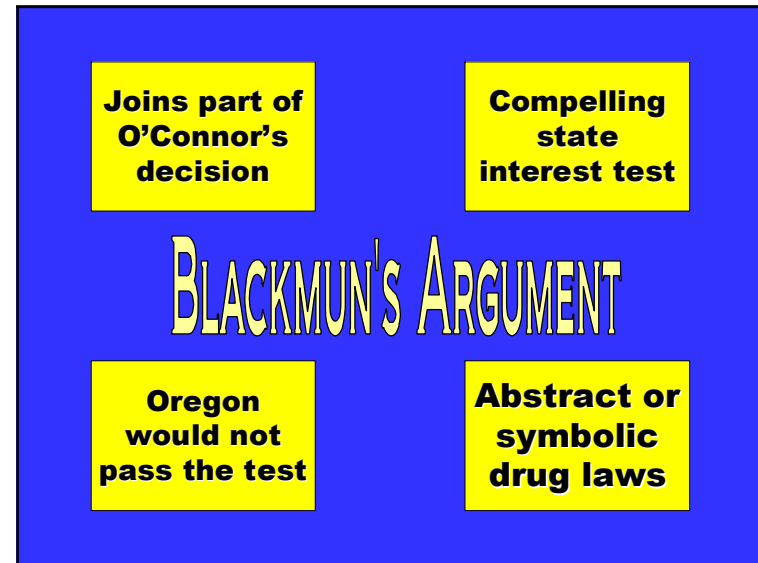 Joins part of
O'Connor's
decision
Compelling
state
interest test
Blackmun's Argument
Oregon
would not
pass the test
Abstract or
symbolic
drug laws